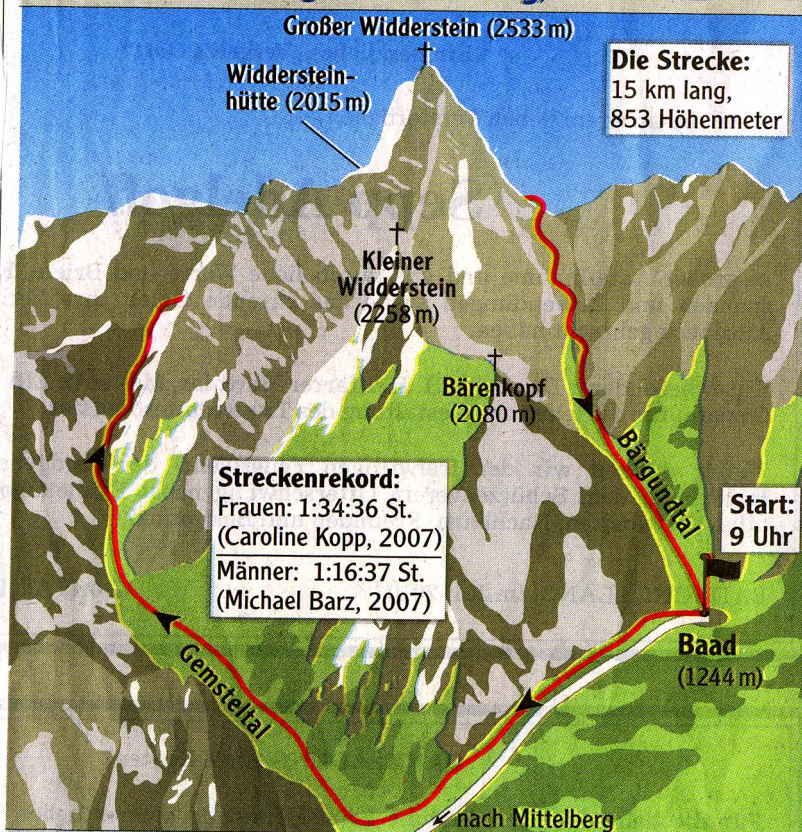 Großer Widderstein (2533 m)
Widderstein-
hütte (2015 m)
Die Strecke:
15 km lang,
853 Höhenmeter
Kleiner
Widderstein
(2258 m)
Bärenkopf
(2080 m)
Bärgundtal
Streckenrekord:
Frauen: 1:34:36 St.
(Caroline Kopp, 2007)
Männer: 1:16:37 St.
(Michael Barz, 2007)
Start:
9 Uhr
Baad
(1244 m)
Gemsteltal
nach Mittelberg